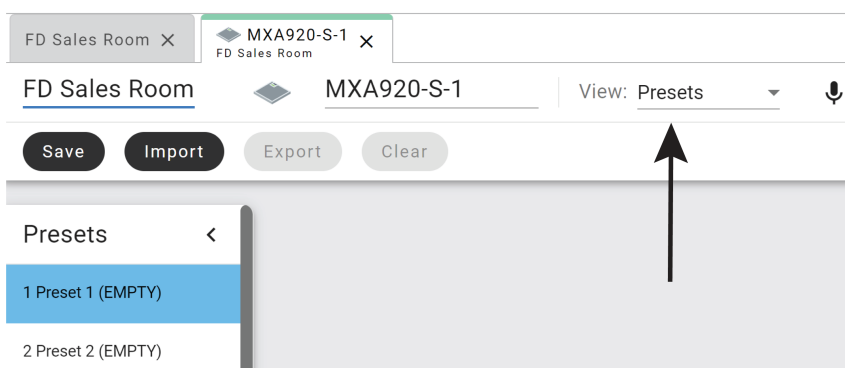 FD Sales Room
MXA920-S-1
FD Sales Room
FD Sales Room
MXA920-S-1
View: Presets
Save
Import
Export
Clear
Presets
1 Preset 1 (EMPTY)
2 Preset 2 (EMPTY)